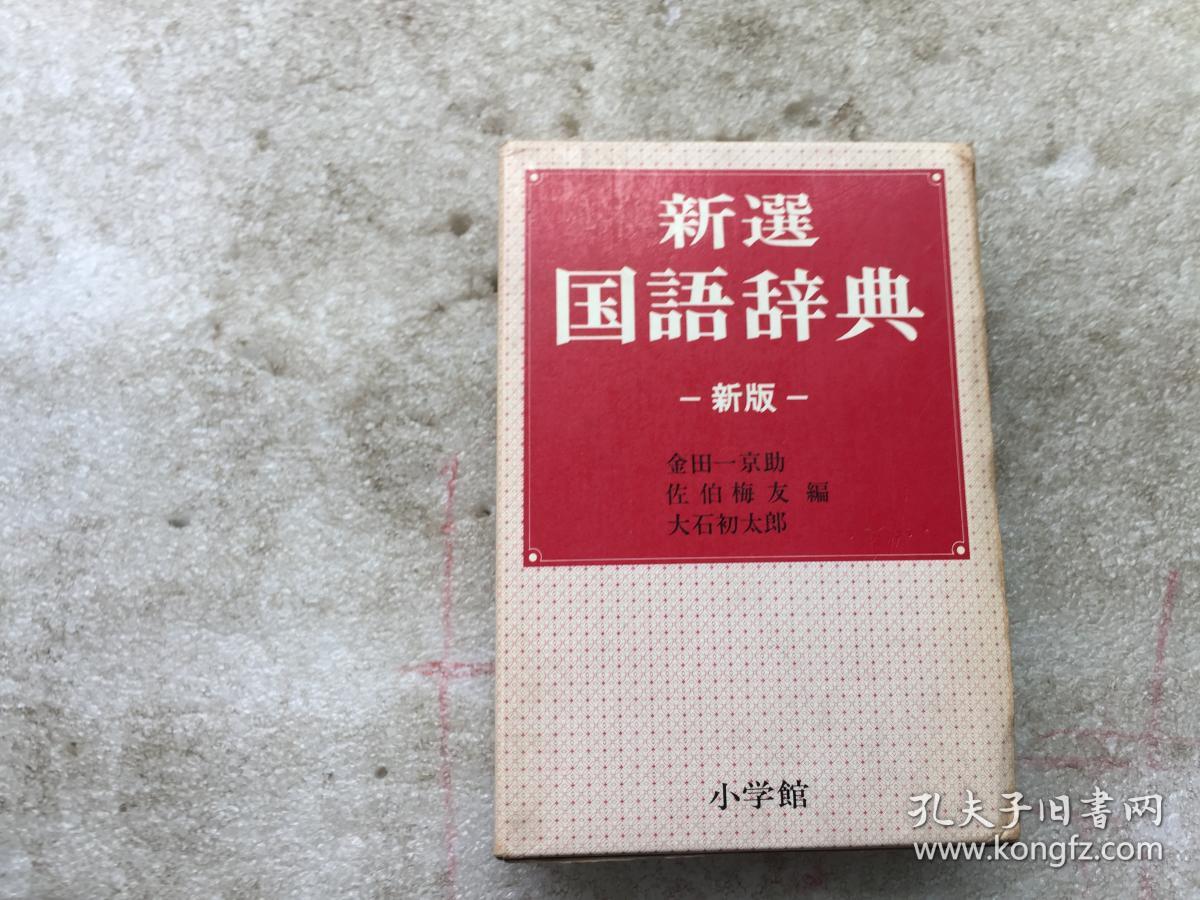 新選
国語辞典
－新版－
金田一京助
佐伯梅友 編
大石初太郎
小学館
孔夫子旧书网
www.kongfz.com